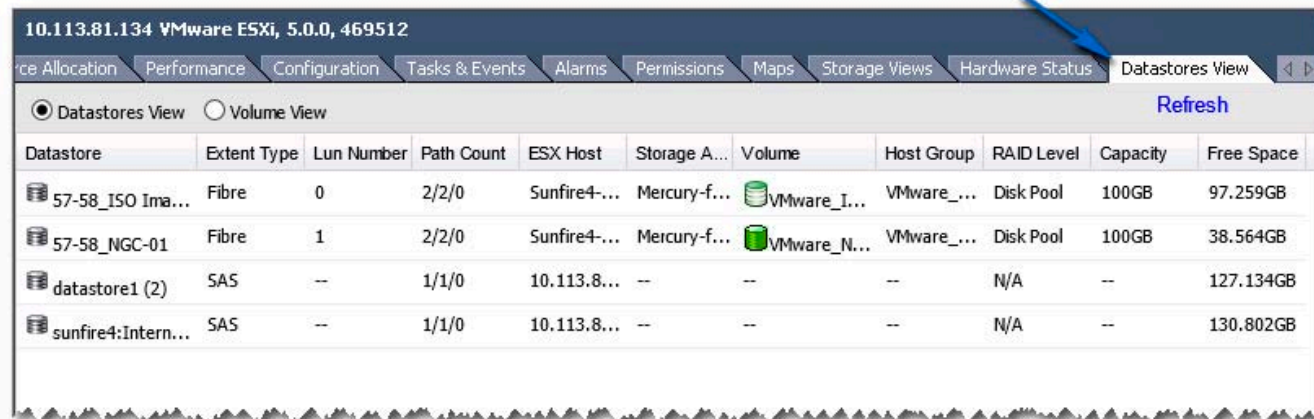 10.113.81.134 VMware ESXi, 5.0.0, 469512
rce Allocation Performance Configuration Tasks & Events Alarms Permissions Maps Storage Views Hardware Status Datastores View
Datastores View Volume View Refresh
Datastore Extent Type Lun Number Path Count ESX Host Storage A... Volume Host Group RAID Level Capacity Free Space
57-58_ISO Ima... Fibre 0 2/2/0 Sunfire4-... Mercury-f... VMware_I... VMware_... Disk Pool 100GB 97.259GB
57-58_NGC-01 Fibre 1 2/2/0 Sunfire4-... Mercury-f... VMware_N... VMware_... Disk Pool 100GB 38.564GB
datastore1 (2) SAS -- 1/1/0 10.113.8... -- -- -- N/A -- 127.134GB
sunfire4:Intern... SAS -- 1/1/0 10.113.8... -- -- -- N/A -- 130.802GB